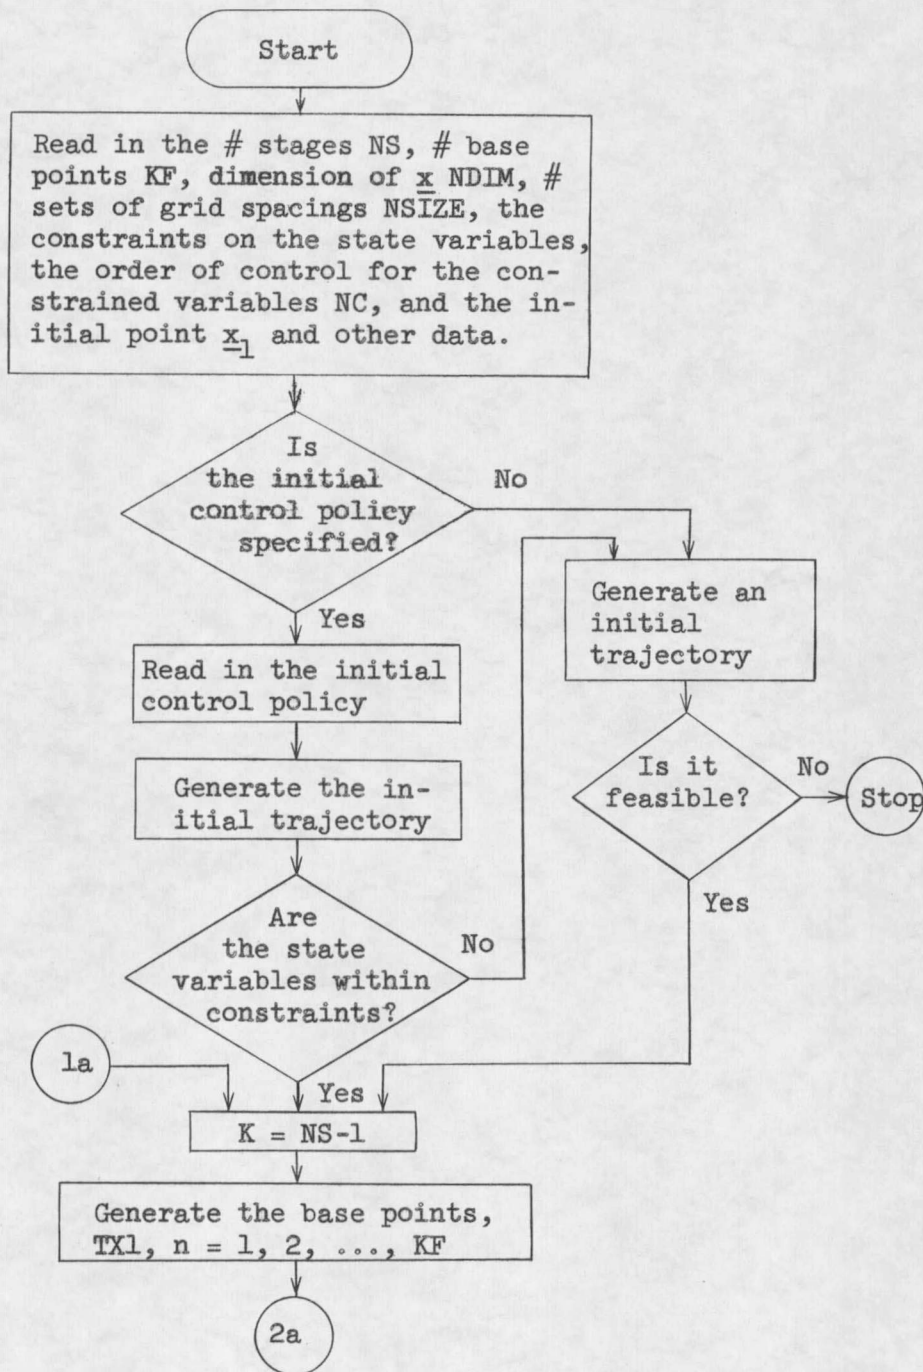 Start
Read in the # stages NS, # base
points KF, dimension of x NDIM, #
sets of grid spacings NSIZE, the
constraints on the state variables,
the order of control for the con-
strained variables NC, and the in-
itial point x1 and other data.
Is
the initial
control policy
specified?
No
Yes
Generate an
initial
trajectory
Read in the initial
control policy
Is it
feasible?
No
Stop
Generate the in-
itial trajectory
Yes
Are
the state
variables within
constraints?
No
1a
Yes
K = NS-1
Generate the base points,
TX1, n = 1, 2, ..., KF
2a